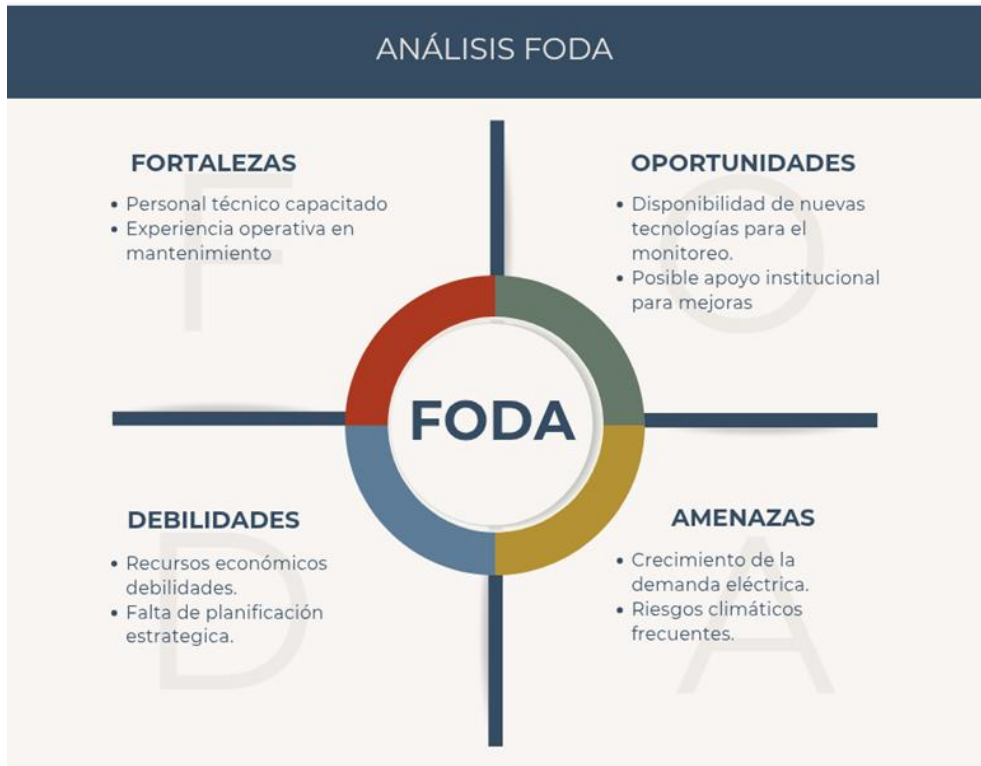 ANÁLISIS FODA
FORTALEZAS
• Personal técnico capacitado
• Experiencia operativa en
mantenimiento
OPORTUNIDADES
• Disponibilidad de nuevas
tecnologías para el
monitoreo.
• Posible apoyo institucional
para mejoras
FODA
DEBILIDADES
• Recursos económicos
debilidades.
• Falta de planificación
estrategica.
AMENAZAS
• Crecimiento de la
demanda eléctrica.
• Riesgos climáticos
frecuentes.
F
O
D
A